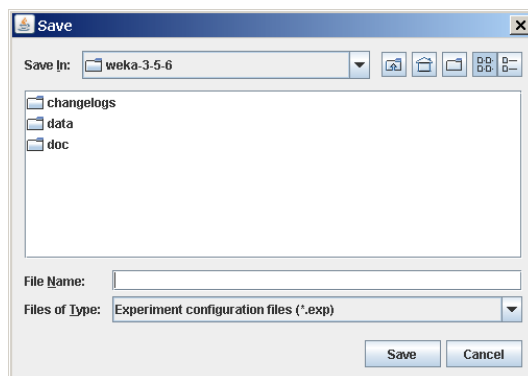 Save
Save In: weka-3-5-6
changelogs
data
doc
File Name:
Files of Type: Experiment configuration files (*.exp)
Save Cancel